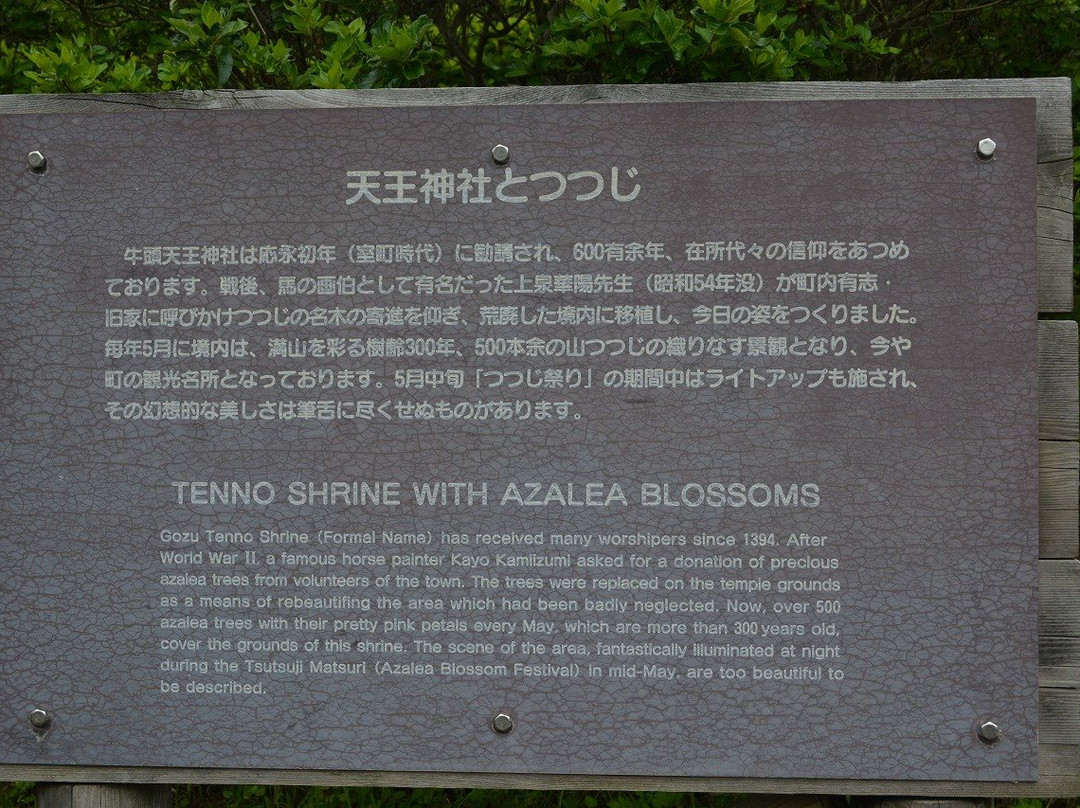 天王神社とつつじ
牛頭天王神社は応永初年（室町時代）に勧請され、600有余年、在所代々の信仰をあつめ
ております。戦後、馬の画伯として有名だった上泉華陽先生（昭和54年没）が町内有志・
旧家に呼びかけつつじの名木の寄進を仰ぎ、荒廃した境内に移植し、今日の姿をつくりました。
毎年5月に境内は、満山を彩る樹齢300年、500本余の山つつじの織りなす景観となり、今や
町の観光名所となっております。5月中旬「つつじ祭り」の期間中はライトアップも施され、
その幻想的な美しさは筆舌に尽くせぬものがあります。
TENNO SHRINE WITH AZALEA BLOSSOMS
Gozu Tenno Shrine (Formal Name) has received many worshipers since 1394. After
World War II, a famous horse painter Kayo Kamiizumi asked for a donation of precious
azalea trees from volunteers of the town. The trees were replaced on the temple grounds
as a means of rebeautifing the area which had been badly neglected. Now, over 500
azalea trees with their pretty pink petals every May, which are more than 300 years old,
cover the grounds of this shrine. The scene of the area, fantastically illuminated at night
during the Tsutsuji Matsuri (Azalea Blossom Festival) in mid-May, are too beautiful to
be described.